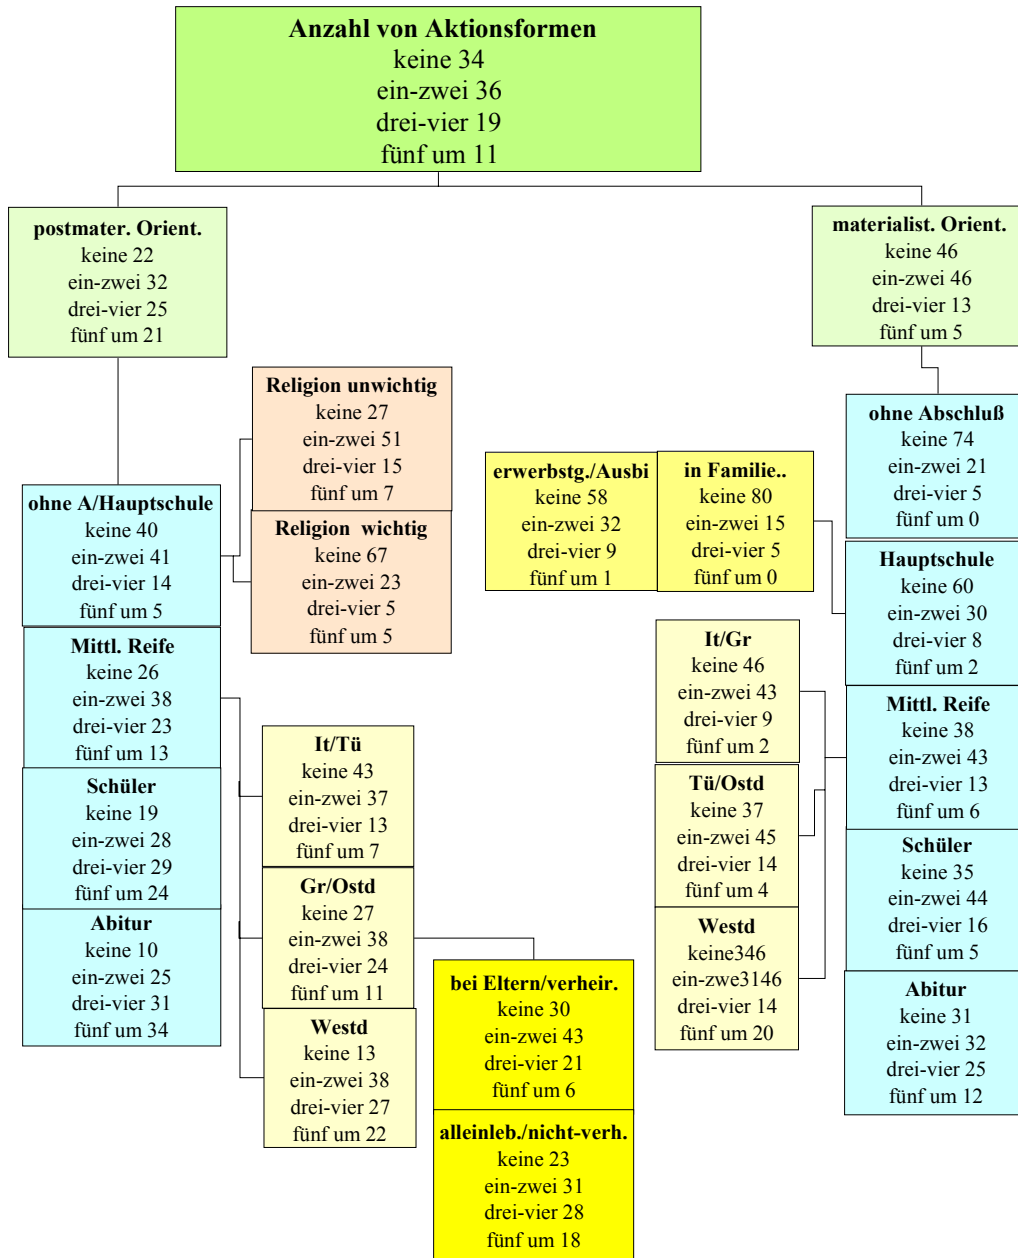 Anzahl von Aktionsformen
keine 34
ein-zwei 36
drei-vier 19
fünf um 11
postmater. Orient.
keine 22
ein-zwei 32
drei-vier 25
fünf um 21
materialist. Orient.
keine 46
ein-zwei 46
drei-vier 13
fünf um 5
Religion unwichtig
keine 27
ein-zwei 51
drei-vier 15
fünf um 7
Religion wichtig
keine 67
ein-zwei 23
drei-vier 5
fünf um 5
erwerbstg./Ausbi
keine 58
ein-zwei 32
drei-vier 9
fünf um 1
in Familie..
keine 80
ein-zwei 15
drei-vier 5
fünf um 0
ohne Abschluß
keine 74
ein-zwei 21
drei-vier 5
fünf um 0
ohne A/Hauptschule
keine 40
ein-zwei 41
drei-vier 14
fünf um 5
Hauptschule
keine 60
ein-zwei 30
drei-vier 8
fünf um 2
Mittl. Reife
keine 26
ein-zwei 38
drei-vier 23
fünf um 13
It/Gr
keine 46
ein-zwei 43
drei-vier 9
fünf um 2
Mittl. Reife
keine 38
ein-zwei 43
drei-vier 13
fünf um 6
It/Tü
keine 43
ein-zwei 37
drei-vier 13
fünf um 7
Schüler
keine 19
ein-zwei 28
drei-vier 29
fünf um 24
Tü/Ostd
keine 37
ein-zwei 45
drei-vier 14
fünf um 4
Schüler
keine 35
ein-zwei 44
drei-vier 16
fünf um 5
Gr/Ostd
keine 27
ein-zwei 38
drei-vier 24
fünf um 11
Abitur
keine 10
ein-zwei 25
drei-vier 31
fünf um 34
Westd
keine346
ein-zwe3146
drei-vier 14
fünf um 20
bei Eltern/verheir.
keine 30
ein-zwei 43
drei-vier 21
fünf um 6
Abitur
keine 31
ein-zwei 32
drei-vier 25
fünf um 12
Westd
keine 13
ein-zwei 38
drei-vier 27
fünf um 22
alleinleb./nicht-verh.
keine 23
ein-zwei 31
drei-vier 28
fünf um 18